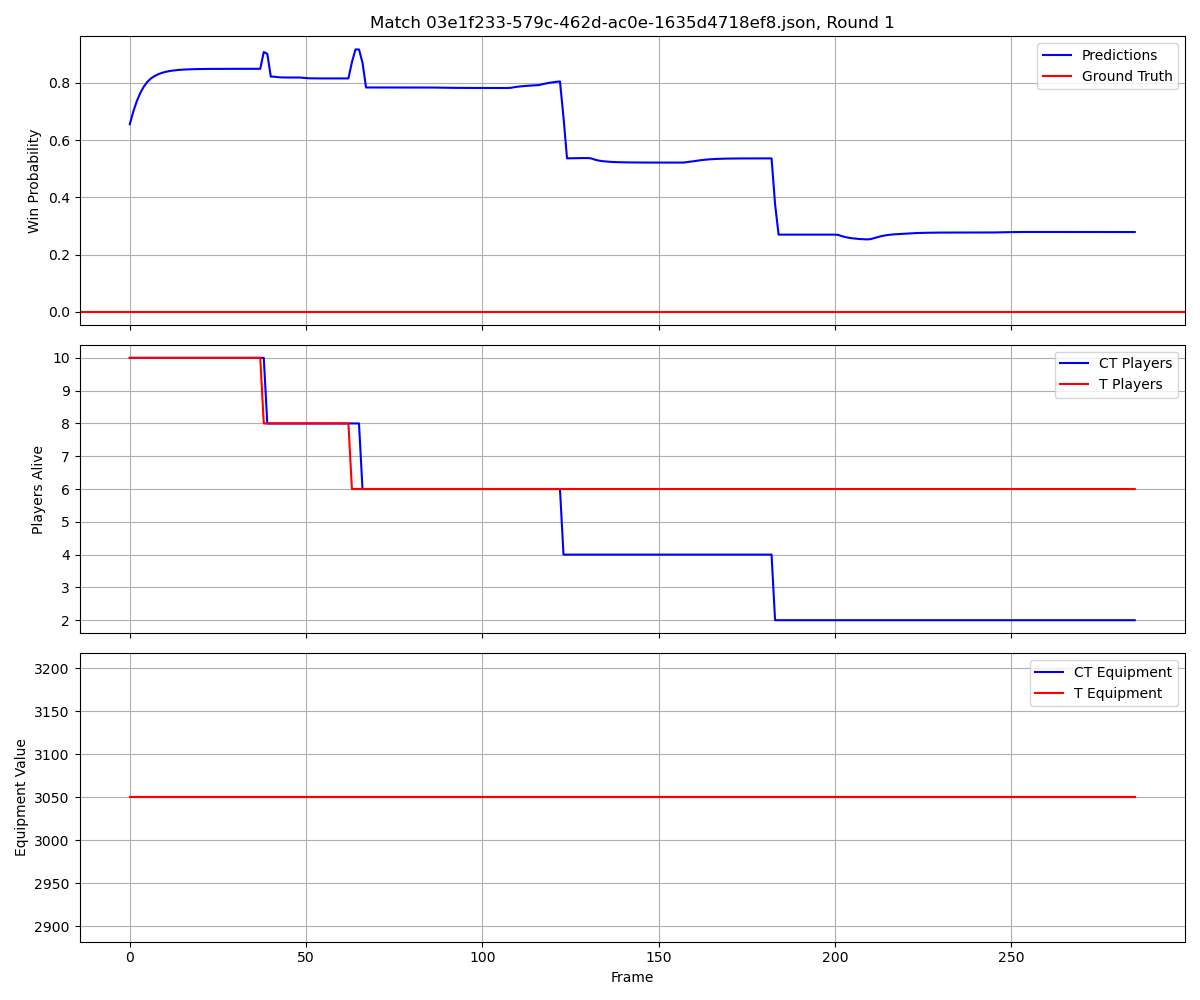 Match 03e1f233-579c-462d-ac0e-1635d4718ef8.json, Round 1
Win Probability
0.8
0.6
0.4
0.2
0.0
Predictions
Ground Truth
Players Alive
10
9
8
7
6
5
4
3
2
CT Players
T Players
Equipment Value
3200
3150
3100
3050
3000
2950
2900
CT Equipment
T Equipment
0
50
100
150
200
250
Frame